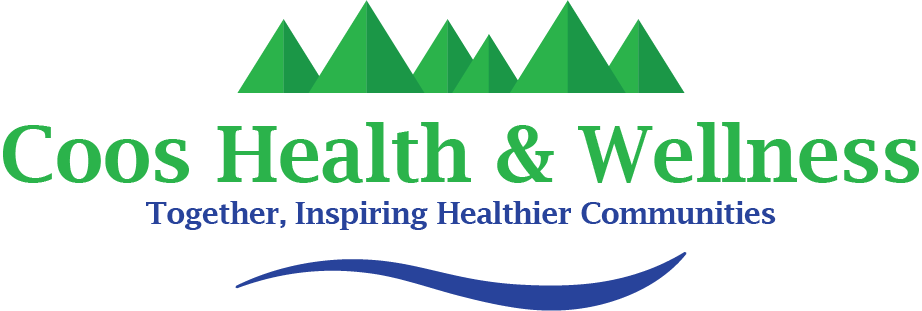 Coos Health & Wellness
Together, Inspiring Healthier Communities